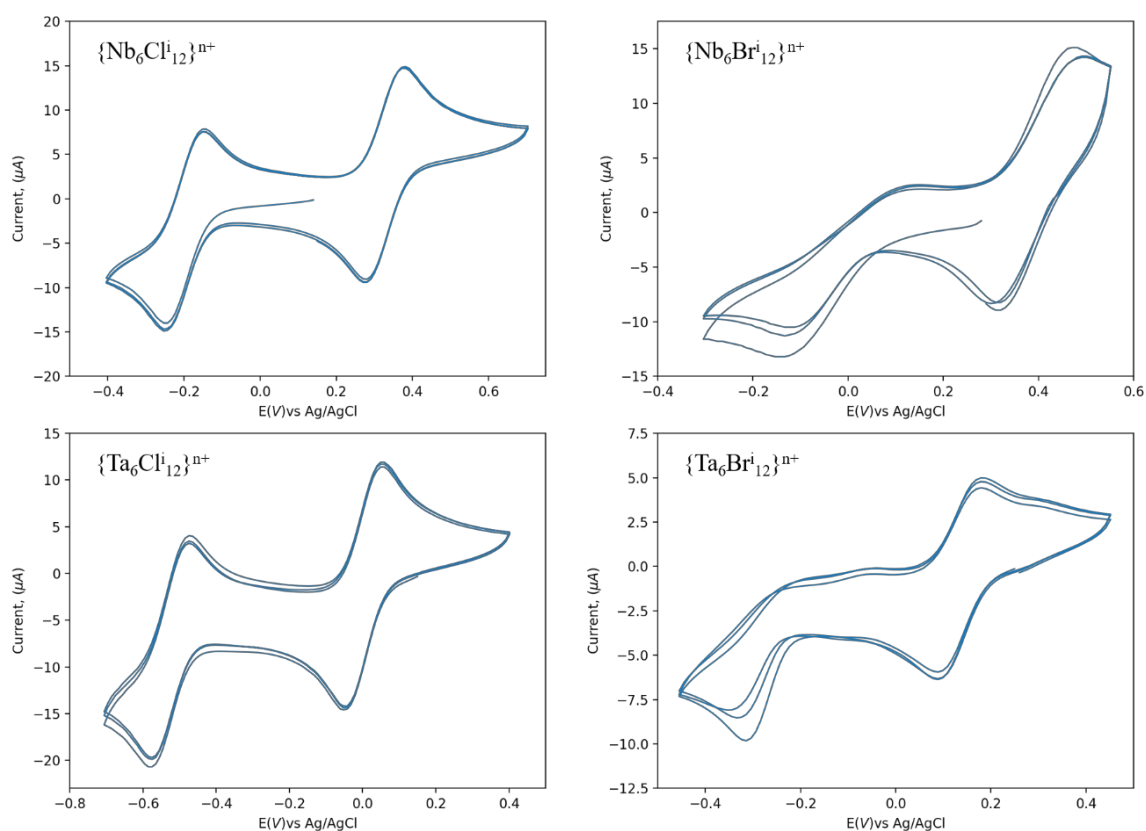 {Nb₆Clⁱ₁₂}ⁿ⁺
20
15
10
5
0
−5
−10
−15
−20
Current, (μA)
−0.4 −0.2 0.0 0.2 0.4 0.6
E(V)vs Ag/AgCl
{Nb₆Brⁱ₁₂}ⁿ⁺
15
10
5
0
−5
−10
−15
Current, (μA)
−0.4 −0.2 0.0 0.2 0.4 0.6
E(V)vs Ag/AgCl
{Ta₆Clⁱ₁₂}ⁿ⁺
15
10
5
0
−5
−10
−15
−20
Current, (μA)
−0.8 −0.6 −0.4 −0.2 0.0 0.2 0.4
E(V)vs Ag/AgCl
{Ta₆Brⁱ₁₂}ⁿ⁺
7.5
5.0
2.5
0.0
−2.5
−5.0
−7.5
−10.0
−12.5
Current, (μA)
−0.4 −0.2 0.0 0.2 0.4
E(V)vs Ag/AgCl